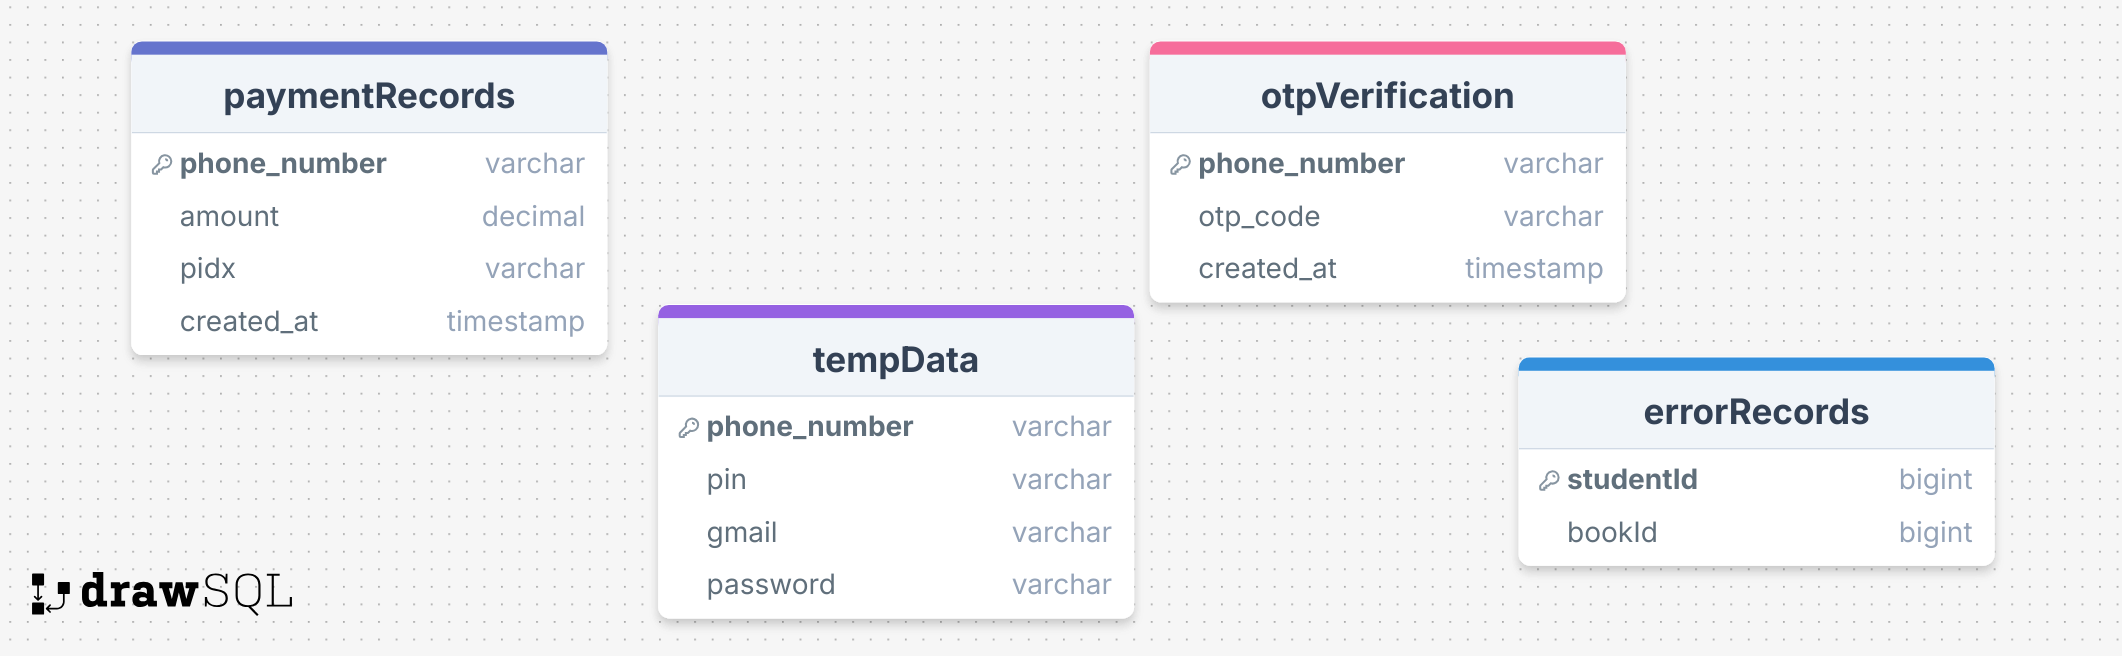 paymentRecords
phone_number varchar
amount decimal
pidx varchar
created_at timestamp
otpVerification
phone_number varchar
otp_code varchar
created_at timestamp
tempData
phone_number varchar
pin varchar
gmail varchar
password varchar
errorRecords
studentId bigint
bookId bigint
drawSQL